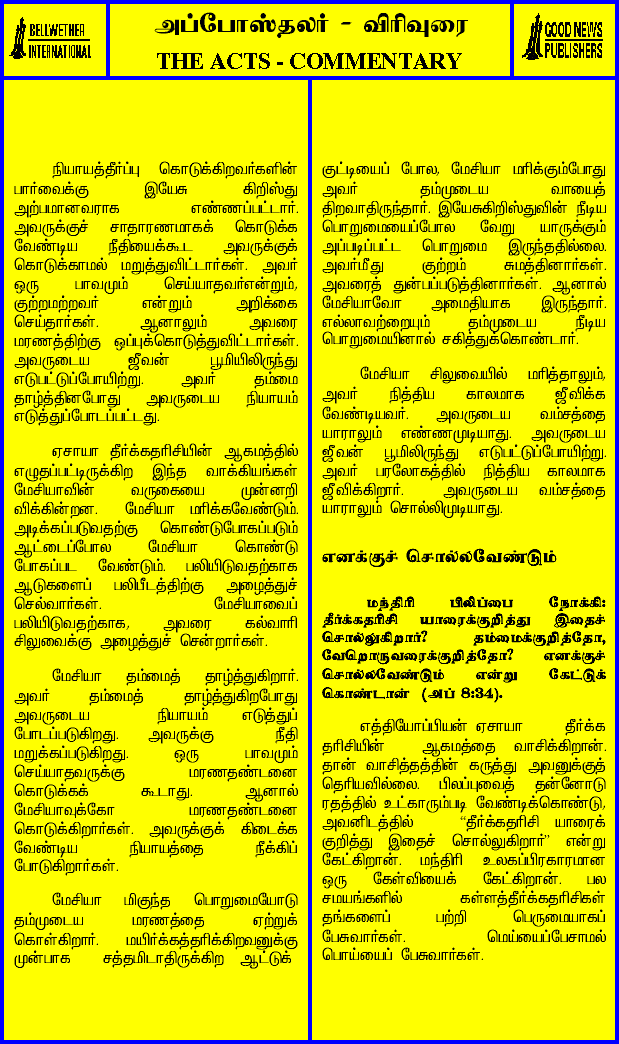 BELLWETHER
INTERNATIONAL
அப்போஸ்தலர் - விரிவுரை
THE ACTS - COMMENTARY
GOOD NEWS
PUBLISHERS
நியாயத்தீர்ப்பு கொடுக்கிறவர்களின்
பார்வைக்கு இயேசு கிறிஸ்து
அற்பமானவராக எண்ணப்பட்டார்.
அவருக்குச் சாதாரணமாகக் கொடுக்க
வேண்டிய நீதியைக்கூட அவருக்குக்
கொடுக்காமல் மறுத்துவிட்டார்கள். அவர்
ஒரு பாவமும் செய்யாதவர்என்றும்,
குற்றமற்றவர் என்றும் அறிக்கை
செய்தார்கள். ஆனாலும் அவரை
மரணத்திற்கு ஒப்புக்கொடுத்துவிட்டார்கள்.
அவருடைய ஜீவன் பூமியிலிருந்து
எடுபட்டுப்போயிற்று. அவர் தம்மை
தாழ்த்தினபோது அவருடைய நியாயம்
எடுத்துப்போடப்பட்டது.
ஏசாயா தீர்க்கதரிசியின் ஆகமத்தில்
எழுதப்பட்டிருக்கிற இந்த வாக்கியங்கள்
மேசியாவின் வருகையை முன்னறி
விக்கின்றன. மேசியா மரிக்கவேண்டும்.
அடிக்கப்படுவதற்கு கொண்டுபோகப்படும்
ஆட்டைப்போல மேசியா கொண்டு
போகப்பட வேண்டும். பலியிடுவதற்காக
ஆடுகளைப் பலிபீடத்திற்கு அழைத்துச்
செல்வார்கள். மேசியாவைப்
பலியிடுவதற்காக, அவரை கல்வாரி
சிலுவைக்கு அழைத்துச் சென்றார்கள்.
மேசியா தம்மைத் தாழ்த்துகிறார்.
அவர் தம்மைத் தாழ்த்துகிறபோது
அவருடைய நியாயம் எடுத்துப்
போடப்படுகிறது. அவருக்கு நீதி
மறுக்கப்படுகிறது. ஒரு பாவமும்
செய்யாதவருக்கு மரணதண்டனை
கொடுக்கக் கூடாது. ஆனால்
மேசியாவுக்கோ மரணதண்டனை
கொடுக்கிறார்கள். அவருக்குக் கிடைக்க
வேண்டிய நியாயத்தை நீக்கிப்
போடுகிறார்கள்.
மேசியா மிகுந்த பொறுமையோடு
தம்முடைய மரணத்தை ஏற்றுக்
கொள்கிறார். மயிர்க்கத்தரிக்கிறவனுக்கு
முன்பாக சத்தமிடாதிருக்கிற ஆட்டுக்
குட்டியைப் போல, மேசியா மரிக்கும்போது
அவர் தம்முடைய வாயைத்
திறவாதிருந்தார். இயேசுகிறிஸ்துவின் நீடிய
பொறுமையைப்போல வேறு யாருக்கும்
அப்படிப்பட்ட பொறுமை இருந்ததில்லை.
அவர்மீது குற்றம் சுமத்தினார்கள்.
அவரைத் துன்பப்படுத்தினார்கள். ஆனால்
மேசியாவோ அமைதியாக இருந்தார்.
எல்லாவற்றையும் தம்முடைய நீடிய
பொறுமையினால் சகித்துக்கொண்டார்.
மேசியா சிலுவையில் மரித்தாலும்,
அவர் நித்திய காலமாக ஜீவிக்க
வேண்டியவர். அவருடைய வம்சத்தை
யாராலும் எண்ணமுடியாது. அவருடைய
ஜீவன் பூமிலிருந்து எடுபட்டுப்போயிற்று.
அவர் பரலோகத்தில் நித்திய காலமாக
ஜீவிக்கிறார். அவருடைய வம்சத்தை
யாராலும் சொல்லிமுடியாது.
எனக்குச் சொல்லவேண்டும்
மந்திரி பிலிப்பை நோக்கி:
தீர்க்கதரிசி யாரைக்குறித்து இதைச்
சொல்லுகிறார்? தம்மைக்குறித்தோ,
வேறொருவரைக்குறித்தோ? எனக்குச்
சொல்லவேண்டும் என்று கேட்டுக்
கொண்டான் (அப் 8:34).
எத்தியோப்பியன் ஏசாயா தீர்க்க
தரிசியின் ஆகமத்தை வாசிக்கிறான்.
தான் வாசித்தத்தின் கருத்து அவனுக்குத்
தெரியவில்லை. பிலப்புவைத் தன்னோடு
ரதத்தில் உட்காரும்படி வேண்டிக்கொண்டு,
அவனிடத்தில் "தீர்க்கதரிசி யாரைக்
குறித்து இதைச் சொல்லுகிறார்" என்று
கேட்கிறான். மந்திரி உலகப்பிரகாரமான
ஒரு கேள்வியைக் கேட்கிறான். பல
சமயங்களில் கள்ளத்தீர்க்கதரிசிகள்
தங்களைப் பற்றி பெருமையாகப்
பேசுவார்கள். மெய்யைப்பேசாமல்
பொய்யைப் பேசுவார்கள்.